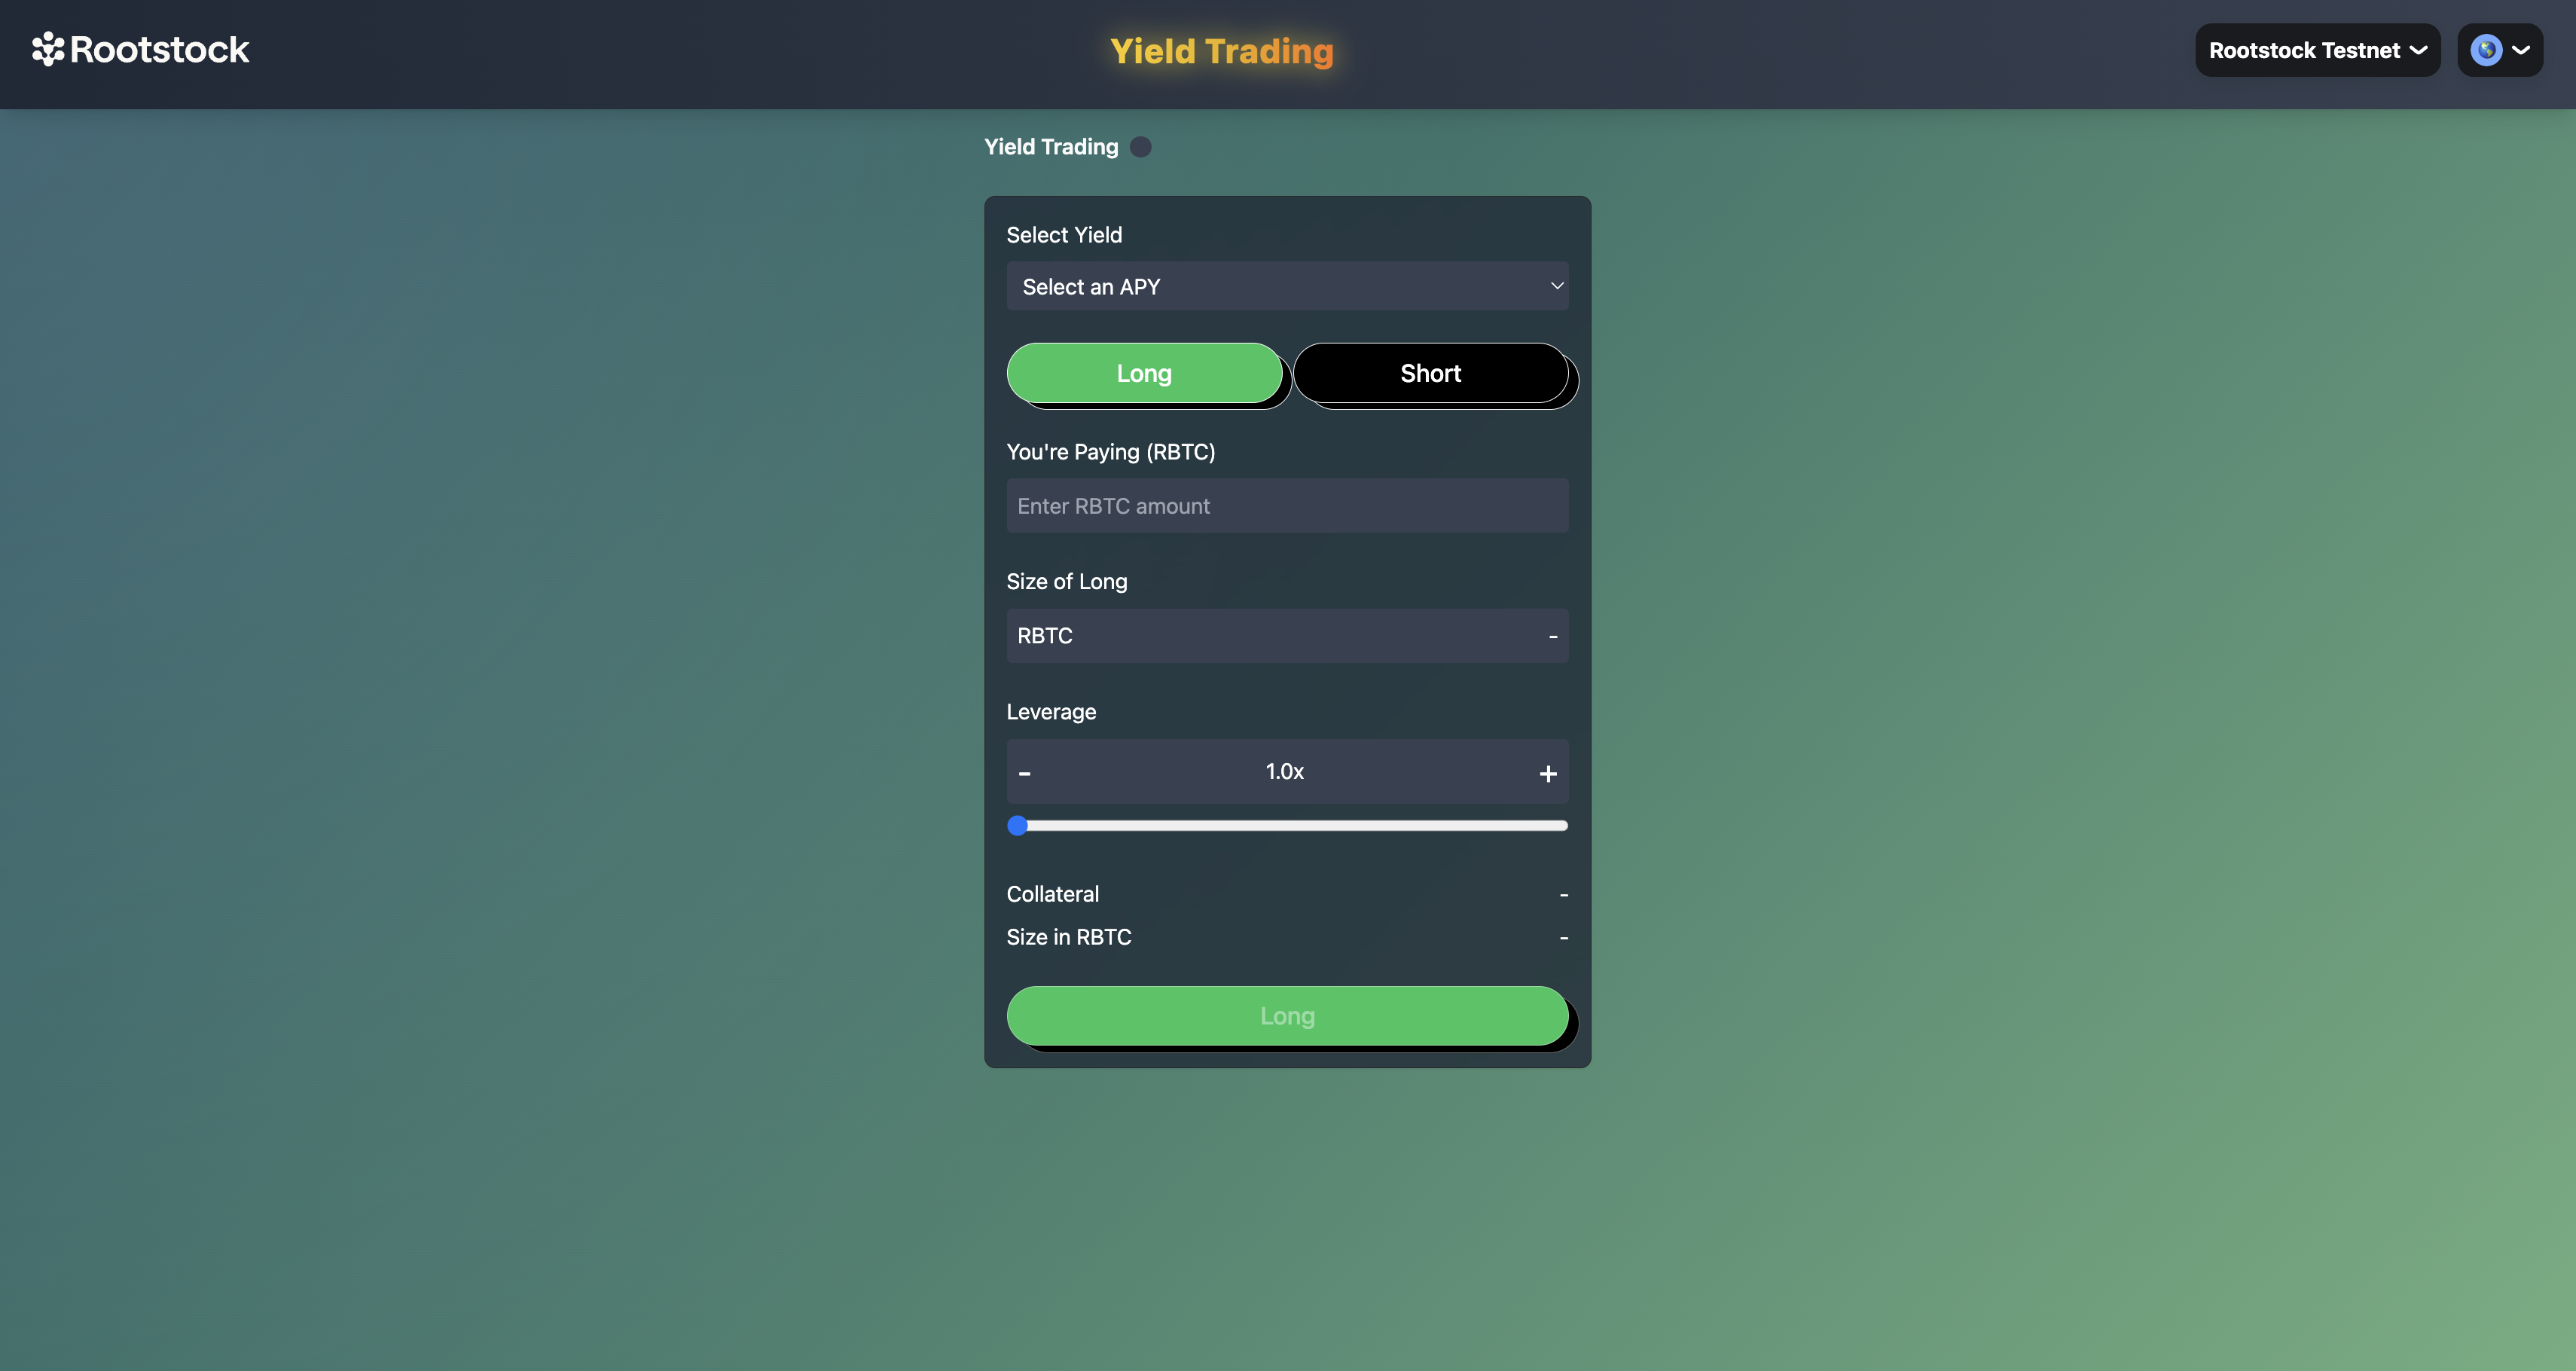 Rootstock
Yield Trading
Rootstock Testnet
Yield Trading
Select Yield
Select an APY
Long
Short
You're Paying (RBTC)
Enter RBTC amount
Size of Long
RBTC -
Leverage
- 1.0x +
Collateral -
Size in RBTC -
Long